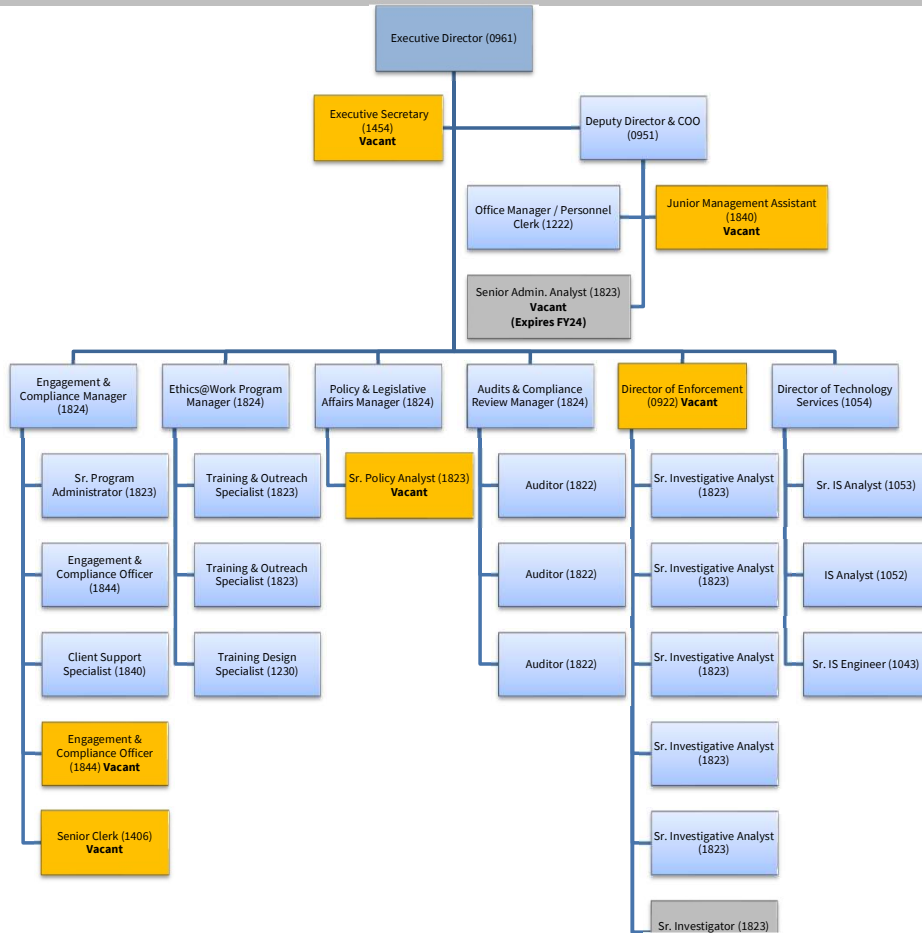 Executive Director (0961)
Executive Secretary
(1454)
Vacant
Deputy Director & COO
(0951)
Office Manager / Personnel
Clerk (1222)
Junior Management Assistant
(1840)
Vacant
Senior Admin. Analyst (1823)
Vacant
(Expires FY24)
Engagement &
Compliance Manager
(1824)
Ethics@Work Program
Manager (1824)
Policy & Legislative
Affairs Manager (1824)
Audits & Compliance
Review Manager (1824)
Director of Enforcement
(0922) Vacant
Director of Technology
Services (1054)
Sr. Program
Administrator (1823)
Training & Outreach
Specialist (1823)
Sr. Policy Analyst (1823)
Vacant
Auditor (1822)
Sr. Investigative Analyst
(1823)
Sr. IS Analyst (1053)
Engagement &
Compliance Officer
(1844)
Training & Outreach
Specialist (1823)
Auditor (1822)
Sr. Investigative Analyst
(1823)
IS Analyst (1052)
Client Support
Specialist (1840)
Training Design
Specialist (1230)
Auditor (1822)
Sr. Investigative Analyst
(1823)
Sr. IS Engineer (1043)
Engagement &
Compliance Officer
(1844) Vacant
Sr. Investigative Analyst
(1823)
Senior Clerk (1406)
Vacant
Sr. Investigative Analyst
(1823)
Sr. Investigator (1823)